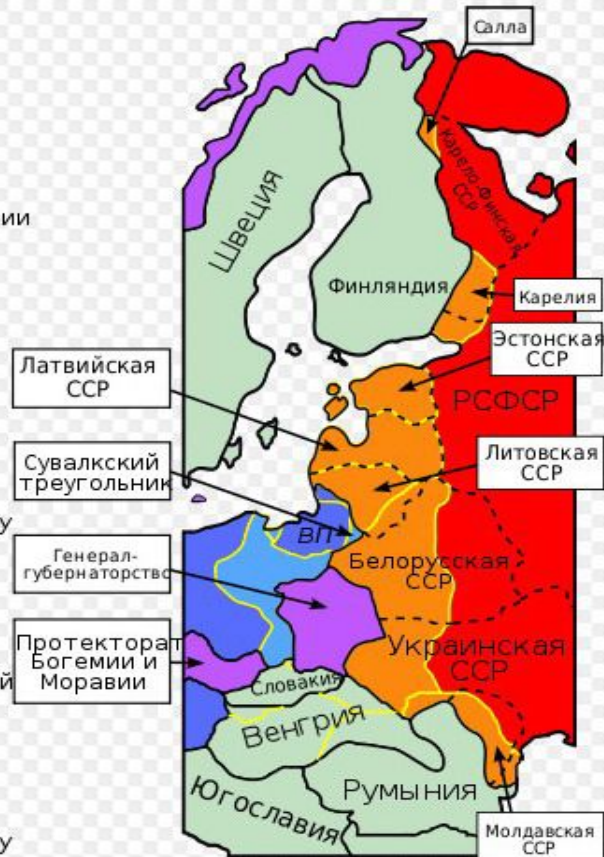 Салла
Карело-Финская
ССР
ии
Швеция
Финляндия
Карелия
Эстонская
ССР
Латвийская
ССР
РСФСР
Сувалкский
треугольник
Литовская
ССР
у
ВП
Генерал-
губернаторство
Белорусская
ССР
Протекторат
Богемии и
Моравии
й
Украинская
ССР
Словакия
Венгрия
Югославия
Румыния
Молдавская
ССР
у